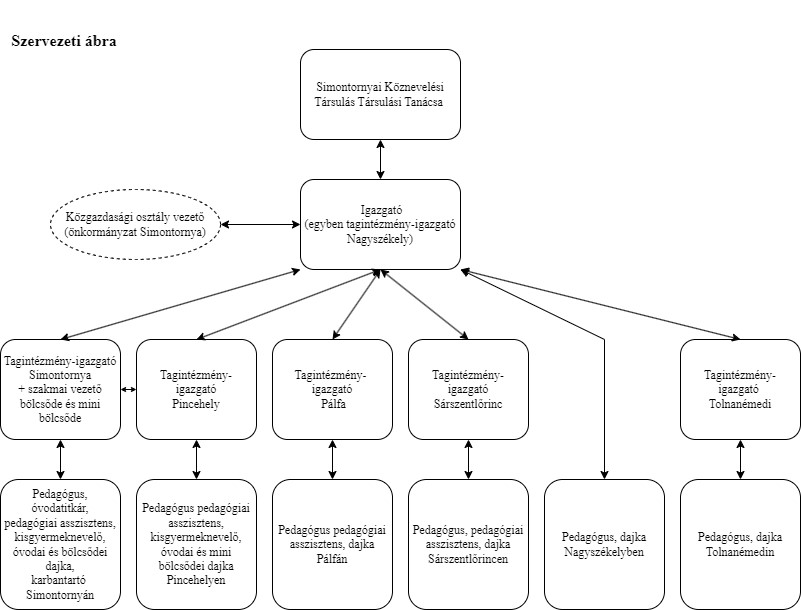 Szervezeti ábra
Simontornyai Köznevelési
Társulás Társulási Tanácsa
Közgazdasági osztály vezető
(önkormányzat Simontornya)
Igazgató
(egyben tagintézmény-igazgató
Nagyszékely)
Tagintézmény-igazgató
Simontornya
+ szakmai vezető
bölcsőde és mini
bölcsőde
Tagintézmény-
igazgató
Pincehely
Tagintézmény-
igazgató
Pálfa
Tagintézmény-
igazgató
Sárszentlőrinc
Tagintézmény-
igazgató
Tolnanémedi
Pedagógus,
óvodatitkár,
pedagógiai asszisztens,
kisgyermeknevelő,
óvodai és bölcsődei
dajka,
karbantartó
Simontornyán
Pedagógus pedagógiai
asszisztens,
kisgyermeknevelő,
óvodai és mini
bölcsődei dajka
Pincehelyen
Pedagógus pedagógiai
asszisztens, dajka
Pálfán
Pedagógus, pedagógiai
asszisztens, dajka
Sárszentlőrincen
Pedagógus, dajka
Nagyszékelyben
Pedagógus, dajka
Tolnanémedin